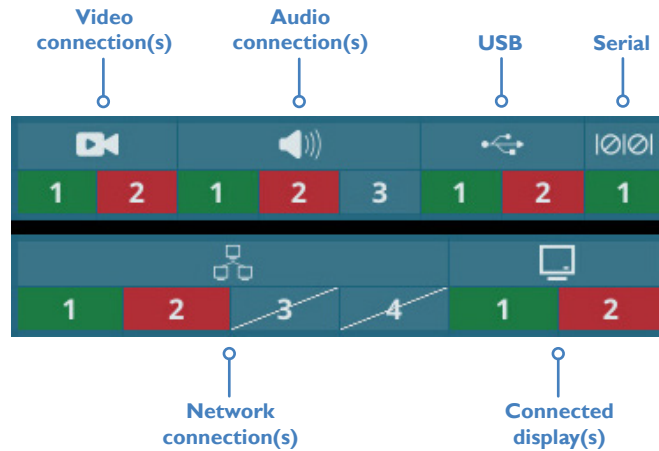 Video
connection(s)
Audio
connection(s)
USB
Serial
1 2 1 2 3 1 2 1
1 2 3 4 1 2
Network
connection(s)
Connected
display(s)